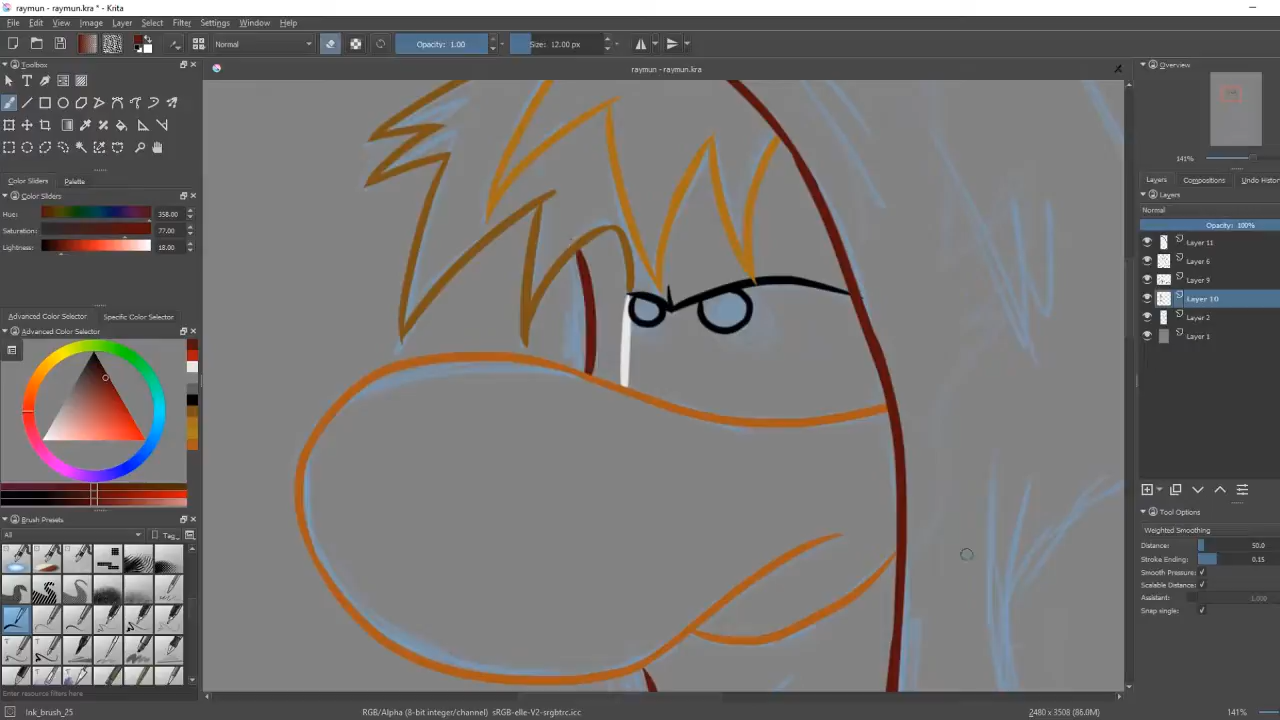 raymun - raymun.kra * - Krita
File Edit View Image Layer Select Filter Settings Window Help
Normal
Opacity: 1.00
Size: 12.00 px
Toolbox
raymun - raymun.kra
Overview
141%
Color Sliders Palette
Color Sliders
Hue: 358.00
Saturation: 77.00
Lightness: 18.00
Layers Compositions Undo Histor
Layers
Normal
Opacity: 100%
Layer 11
Layer 6
Layer 9
Layer 10
Layer 2
Layer 1
Advanced Color Selector Specific Color Selector
Advanced Color Selector
Tool Options
Weighted Smoothing
Distance: 50.0
Stroke Ending: 0.15
Smooth Pressure:
Scalable Distance:
Assistant: 1,000
Snap single:
Brush Presets
All Tag
Enter resource filters here
Ink_brush_25
RGB/Alpha (8-bit integer/channel) sRGB-elle-V2-srgbtrc.icc
2480 x 3508 (86.0M)
141%